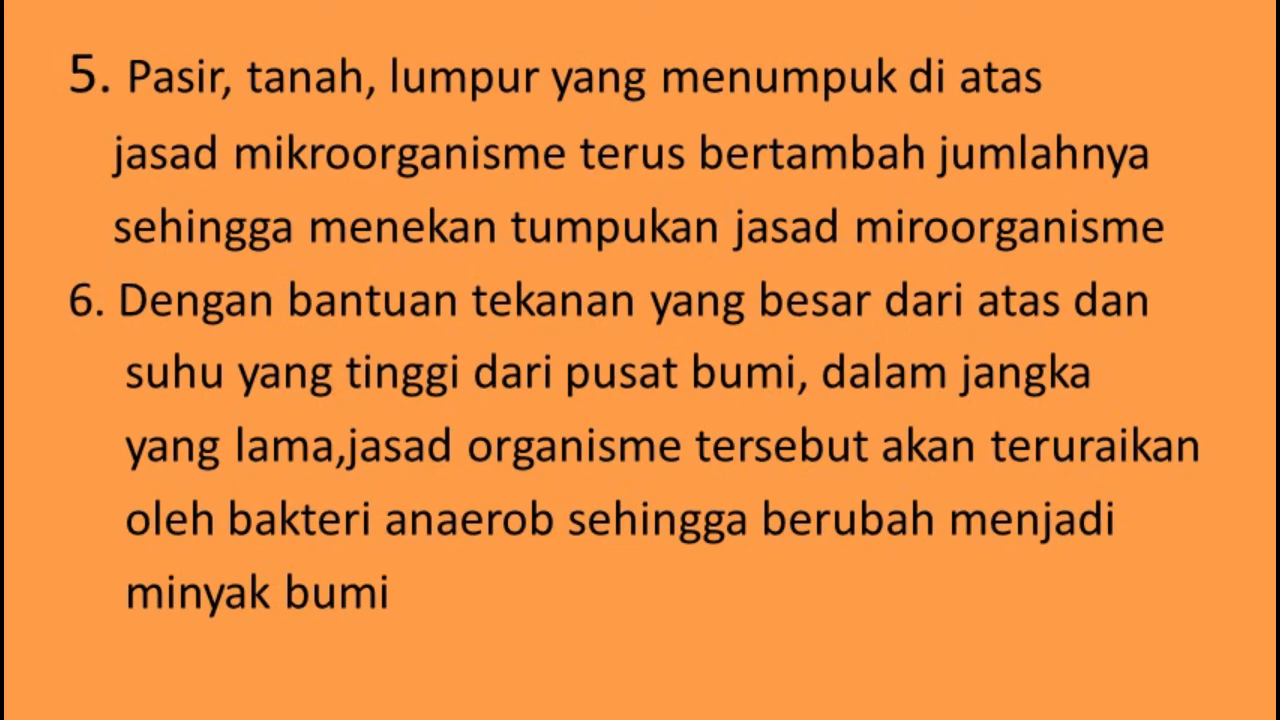 5. Pasir, tanah, lumpur yang menumpuk di atas
jasad mikroorganisme terus bertambah jumlahnya
sehingga menekan tumpukan jasad miroorganisme
6. Dengan bantuan tekanan yang besar dari atas dan
suhu yang tinggi dari pusat bumi, dalam jangka
yang lama,jasad organisme tersebut akan teruraikan
oleh bakteri anaerob sehingga berubah menjadi
minyak bumi